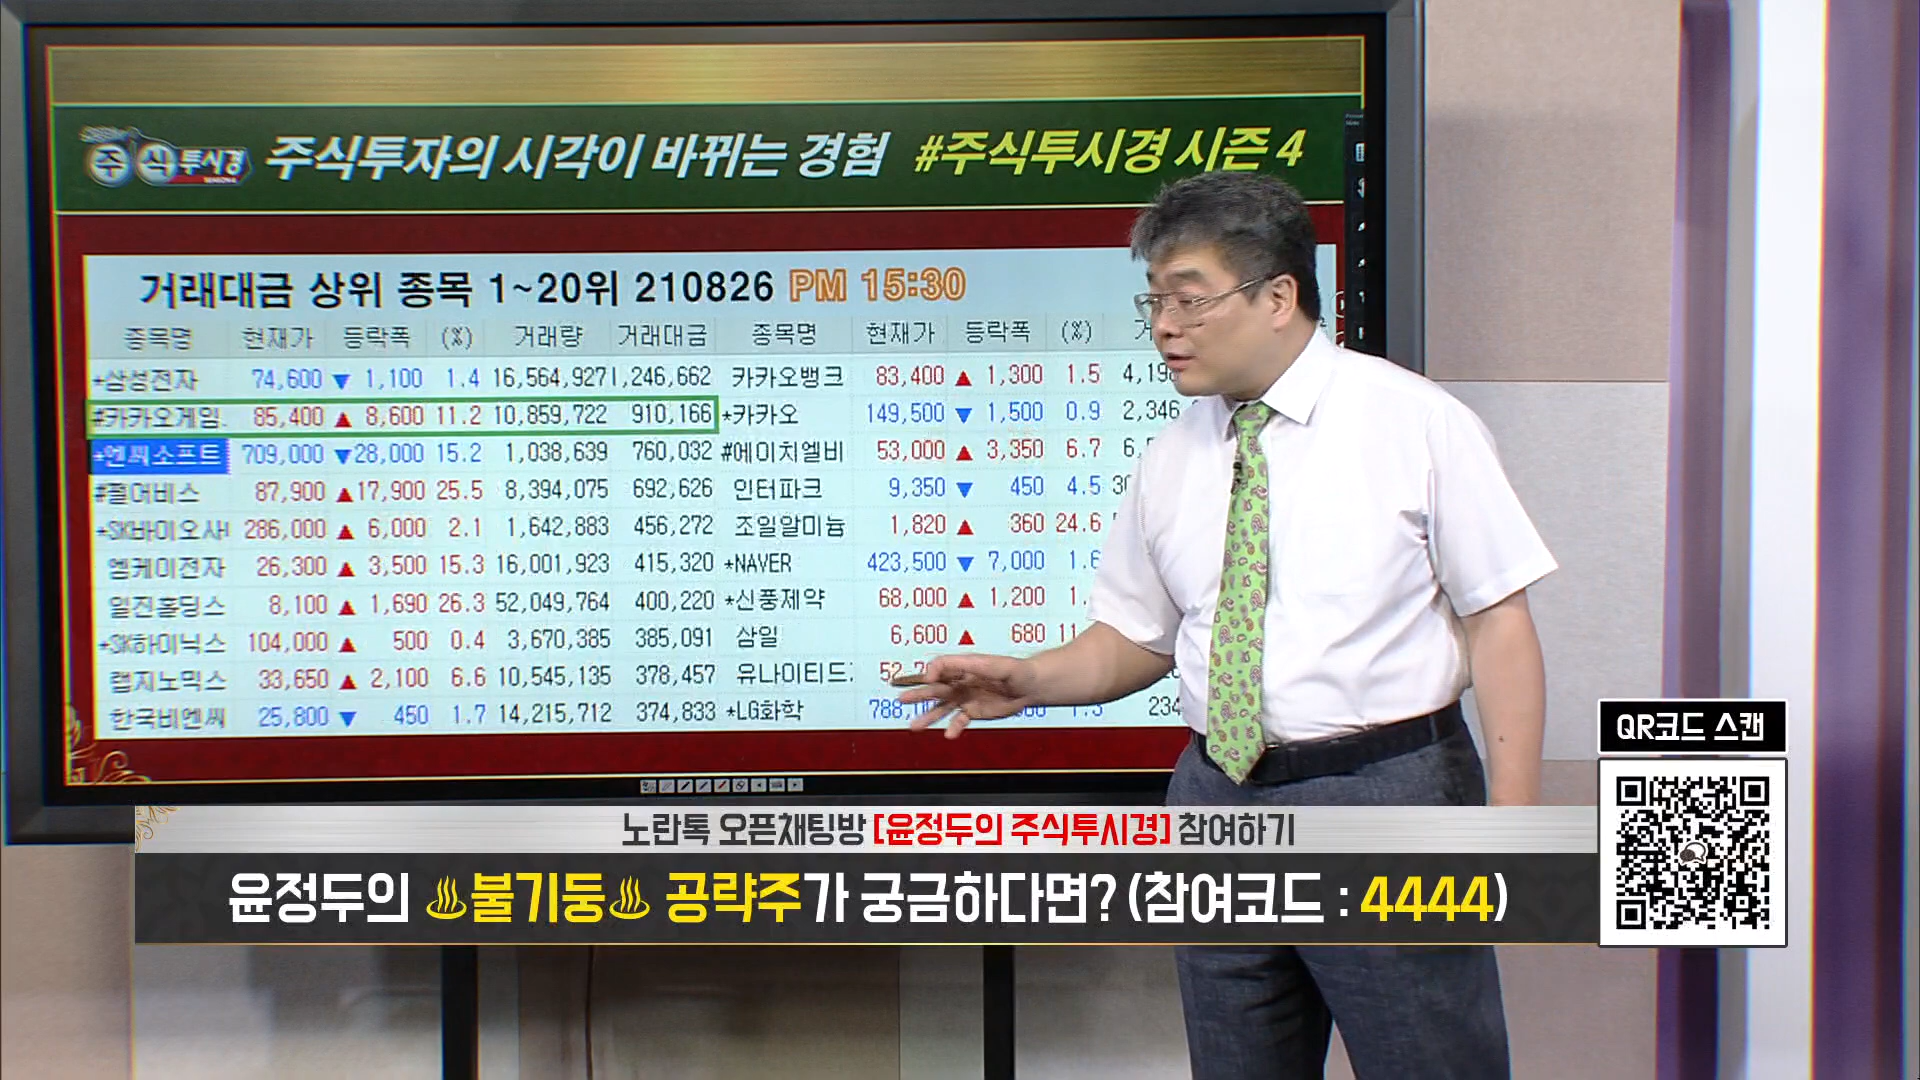 주식투시경 주식투자의 시각이 바뀌는 경험 #주식투시경 시즌 4
거래대금 상위 종목 1~20위 210826 PM 15:30
종목명 현재가 등락폭 (%) 거래량 거래대금 종목명 현재가 등락폭 (%)
*삼성전자 74,600 ▼ 1,100 1.4 16,564,927 1,246,662 카카오뱅크 83,400 ▲ 1,300 1.5
#카카오게임 85,400 ▲ 8,600 11.2 10,859,722 910,166 *카카오 149,500 ▼ 1,500 0.9 2,346
*엔씨소프트 709,000 ▼28,000 15.2 1,038,639 760,032 #에이치엘비 53,000 ▲ 3,350 6.7
#펄어비스 87,900 ▲17,900 25.5 8,394,075 692,626 인터파크 9,350 ▼ 450 4.5
*SK바이오사 286,000 ▲ 6,000 2.1 1,642,883 456,272 조일알미늄 1,820 ▲ 360 24.6
엠케이전자 26,300 ▲ 3,500 15.3 16,001,923 415,320 *NAVER 423,500 ▼ 7,000 1.6
일진홀딩스 8,100 ▲ 1,690 26.3 52,049,764 400,220 *신풍제약 68,000 ▲ 1,200
*SK하이닉스 104,000 ▲ 500 0.4 3,670,385 385,091 삼일 6,600 ▲ 680
랩지노믹스 33,650 ▲ 2,100 6.6 10,545,135 378,457 유나이티드
한국비엔씨 25,800 ▼ 450 1.7 14,215,712 374,833 *LG화학
QR코드 스캔
노란톡 오픈채팅방 [윤정두의 주식투시경] 참여하기
윤정두의 ♨불기둥♨ 공략주가 궁금하다면? (참여코드 : 4444)